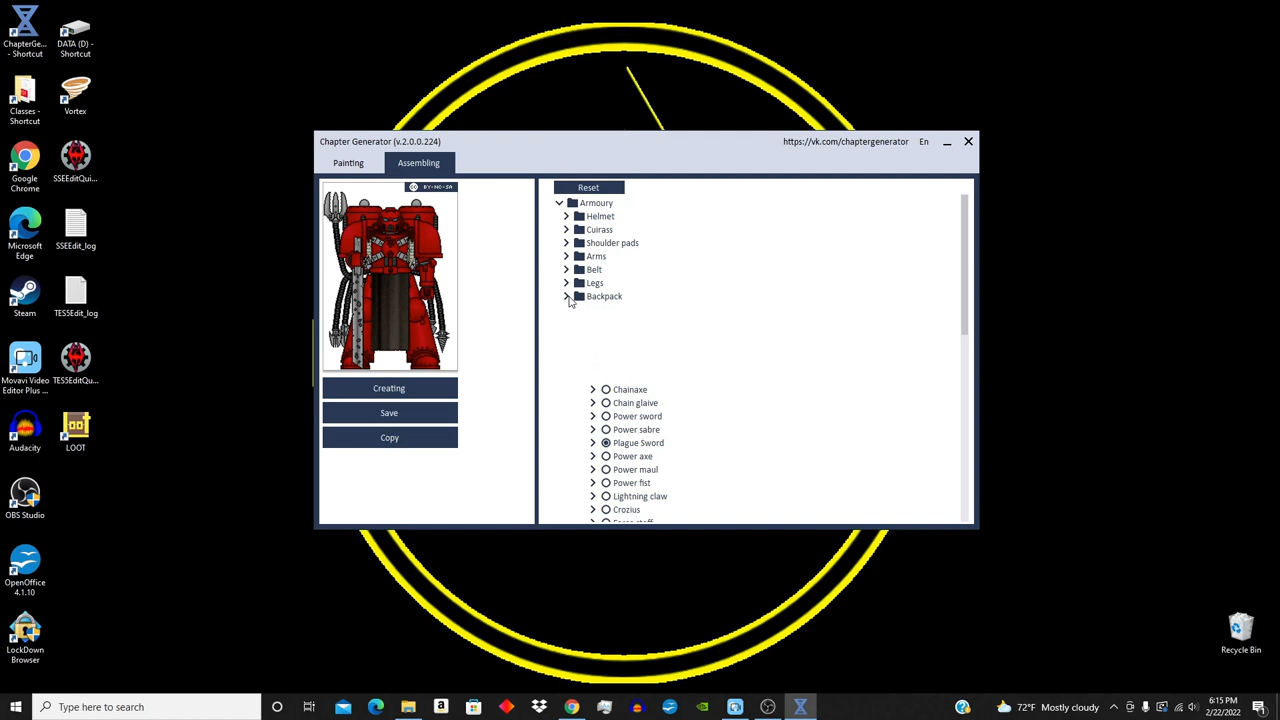 ChapterGe...
- Shortcut
DATA (D) -
Shortcut
Classes -
Shortcut
Vortex
Google
Chrome
SSEEditQui...
Microsoft
Edge
SSEEdit_log
Steam
TES5Edit_log
Movavi Video
Editor Plus ...
TES5EditQu...
Audacity
LOOT
OBS Studio
OpenOffice
4.1.10
LockDown
Browser
Recycle Bin
Chapter Generator (v.2.0.0.224)
https://vk.com/chaptergenerator
En
Painting
Assembling
BY-NC-SA
Creating
Save
Copy
Reset
Armoury
Helmet
Cuirass
Shoulder pads
Arms
Belt
Legs
Backpack
Chainaxe
Chain glaive
Power sword
Power sabre
Plague Sword
Power axe
Power maul
Power fist
Lightning claw
Crozius
Type here to search
72°F Mostly cloudy
6:15 PM
2/22/2022